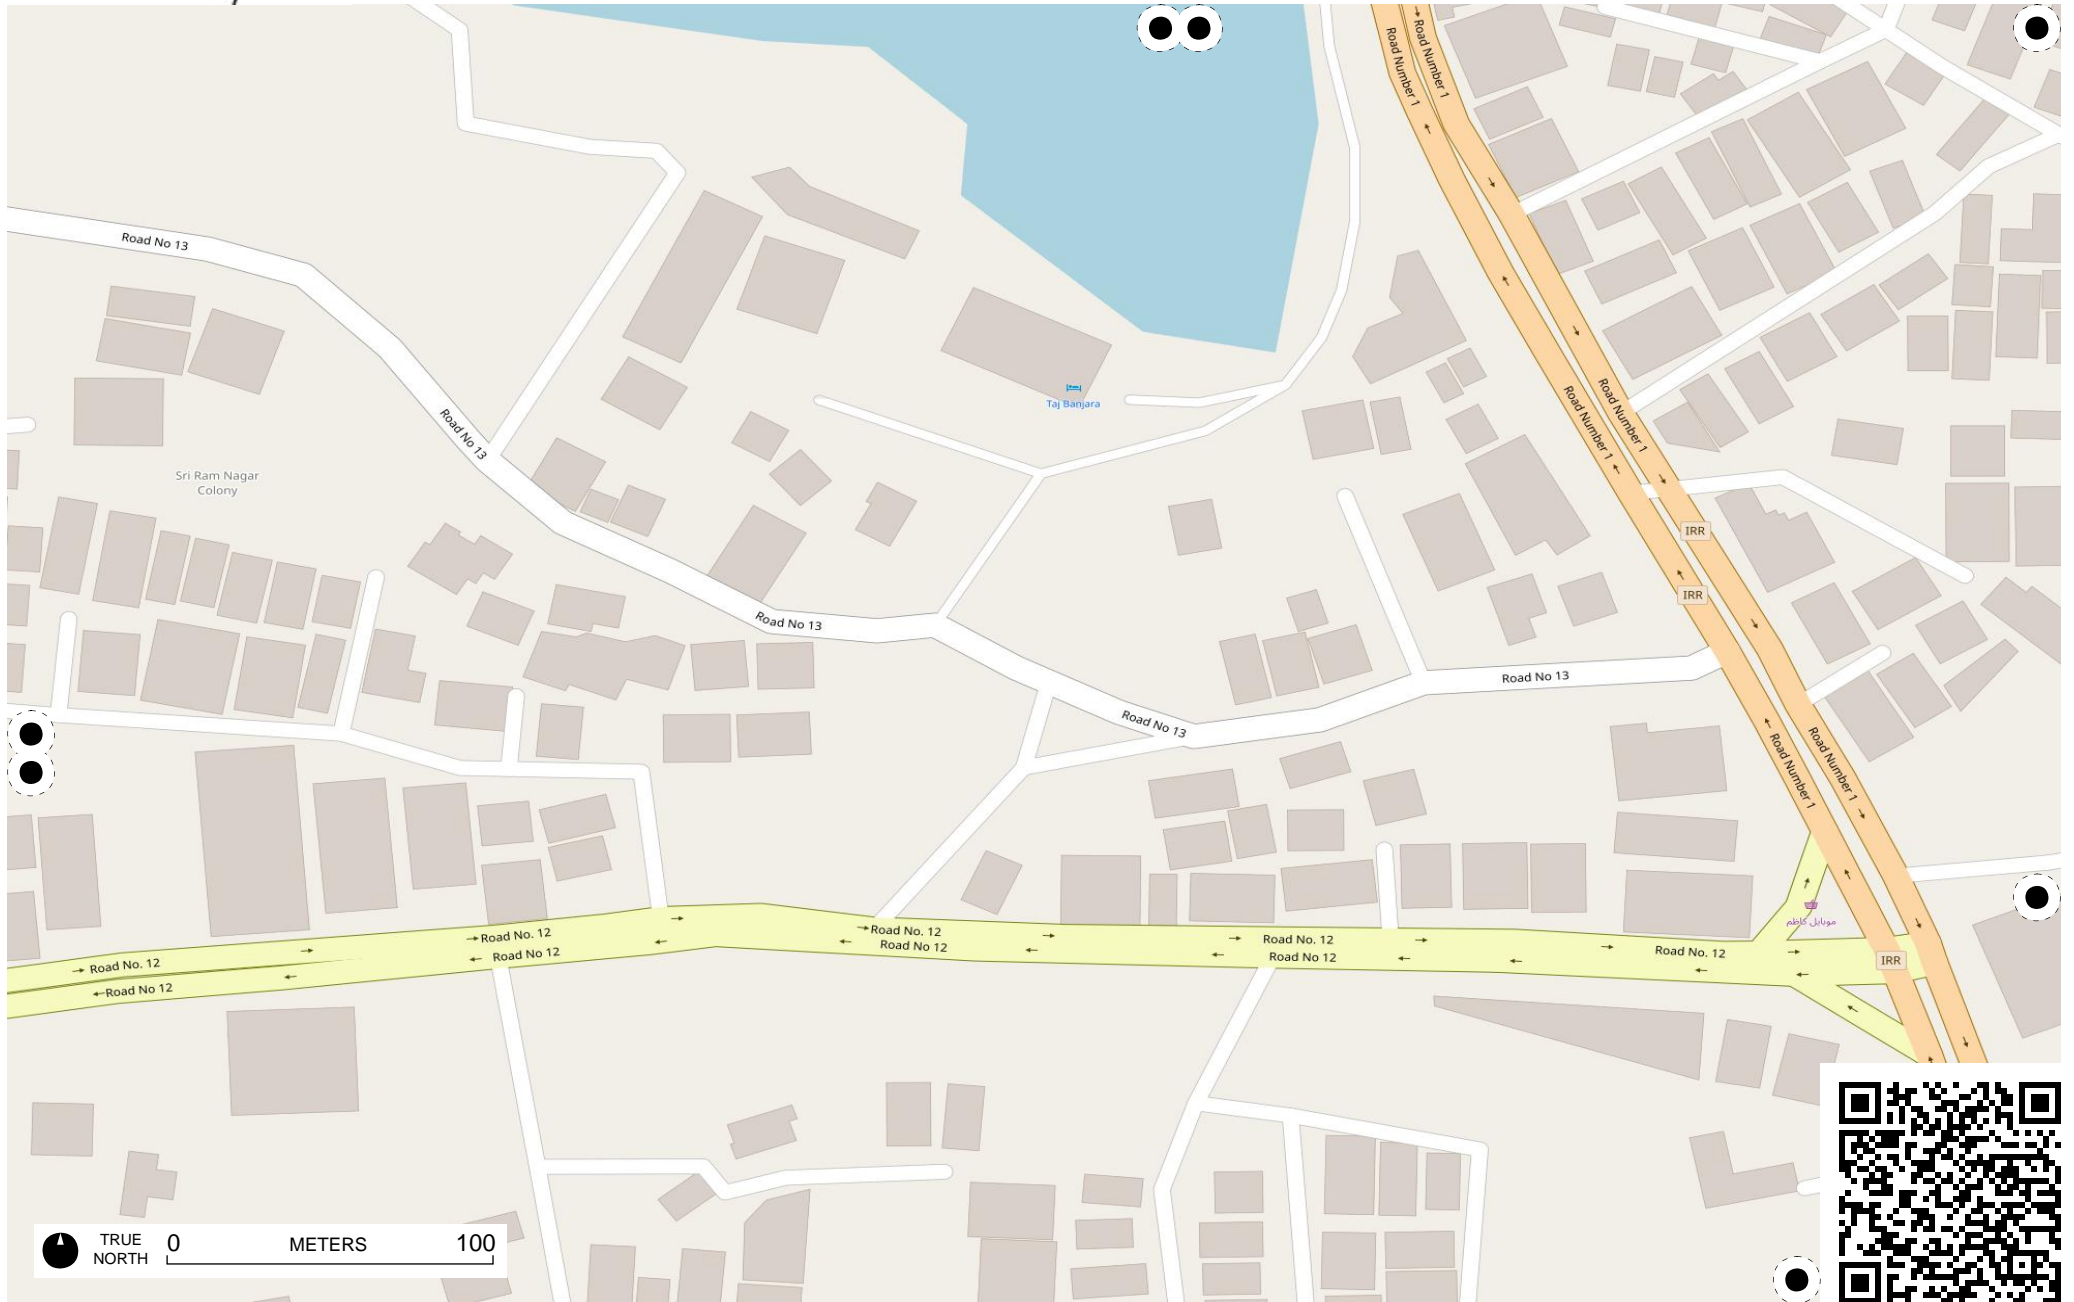 Road Number 1
Road Number 1
Road No 13
Taj Banjara
Road No 13
Road Number 1
Road Number 1
Sri Ram Nagar
Colony
IRR
IRR
Road No 13
Road No 13
Road No 13
Road Number 1
Road Number 1
موبايل كاظم
Road No. 12
Road No 12
Road No. 12
Road No 12
Road No. 12
Road No 12
Road No. 12
Road No 12
Road No. 12
IRR
TRUE
NORTH
0 METERS 100